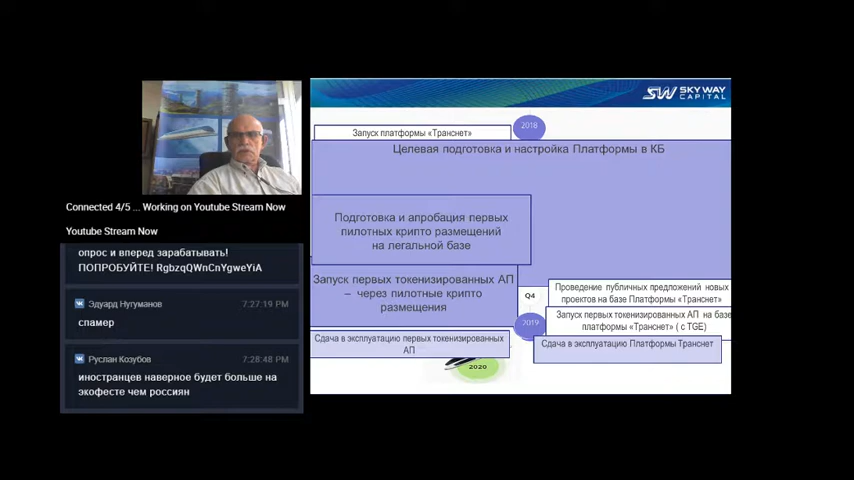 SW SKY WAY
CAPITAL
2018
Запуск платформы «Транснет»
Целевая подготовка и настройка Платформы в КБ
Подготовка и апробация первых
пилотных крипто размещений
на легальной базе
Запуск первых токенизированных АП
– через пилотные крипто
размещения
Q4
Проведение публичных предложений новых
проектов на базе Платформы «Транснет»
2019
Запуск первых токенизированных АП на базе
платформы «Транснет» ( с TGE)
Сдача в эксплуатацию первых токенизированных
АП
Сдача в эксплуатацию Платформы Транснет
2020
Connected 4/5 ... Working on Youtube Stream Now
Youtube Stream Now
опрос и вперед зарабатывать!
ПОПРОБУЙТЕ! RgbzqQWnCnYgweYiA
Эдуард Нугуманов 7:27:19 PM
спамер
Руслан Козубов 7:28:48 PM
иностранцев наверное будет больше на
экофесте чем россиян